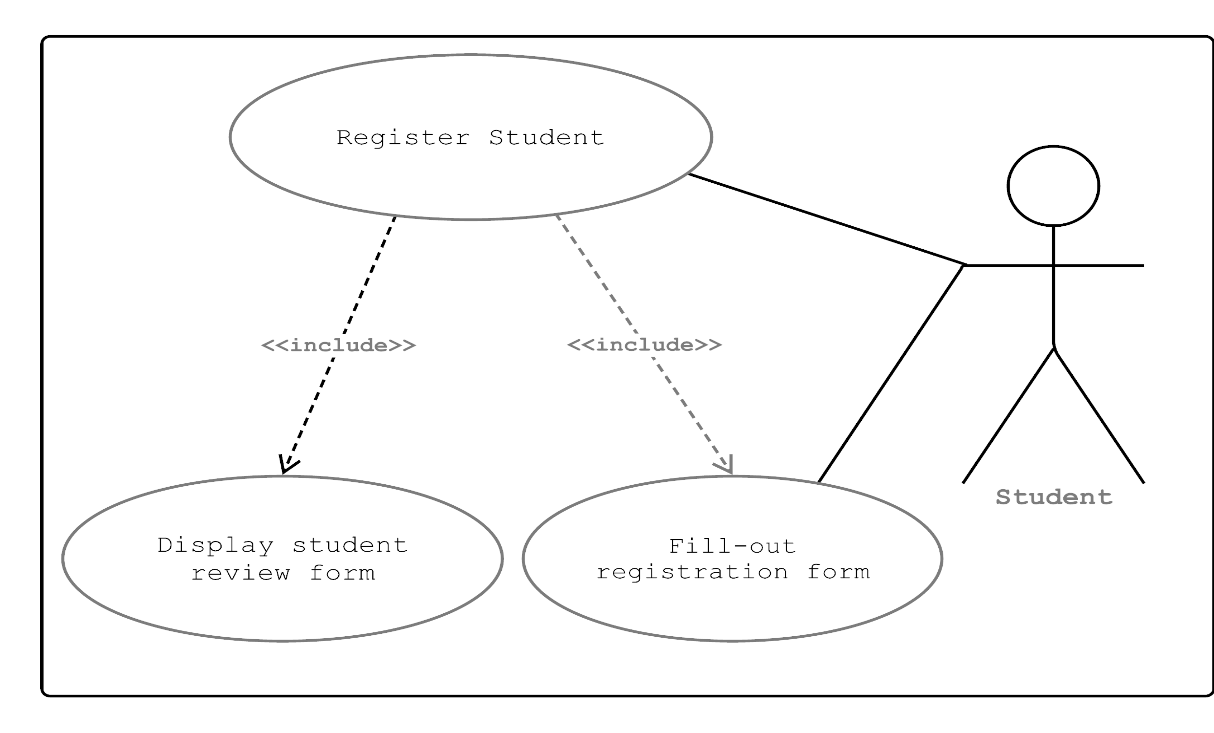 Register Student
<<include>>
<<include>>
Student
Display student
review form
Fill-out
registration form